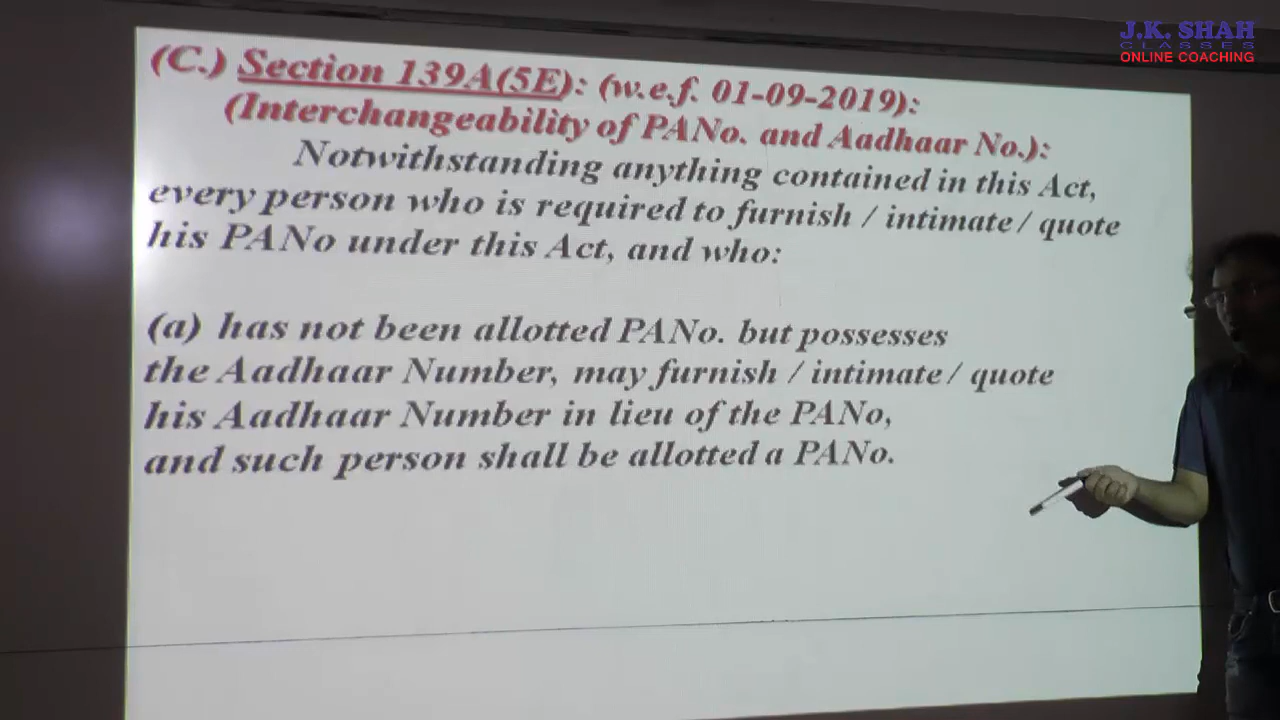 J.K. SHAH
CLASSES
ONLINE COACHING
(C.) Section 139A(5E): (w.e.f. 01-09-2019):
(Interchangeability of PANo. and Aadhaar No.):
Notwithstanding anything contained in this Act,
every person who is required to furnish / intimate / quote
his PANo under this Act, and who:
(a) has not been allotted PANo. but possesses
the Aadhaar Number, may furnish / intimate / quote
his Aadhaar Number in lieu of the PANo,
and such person shall be allotted a PANo.